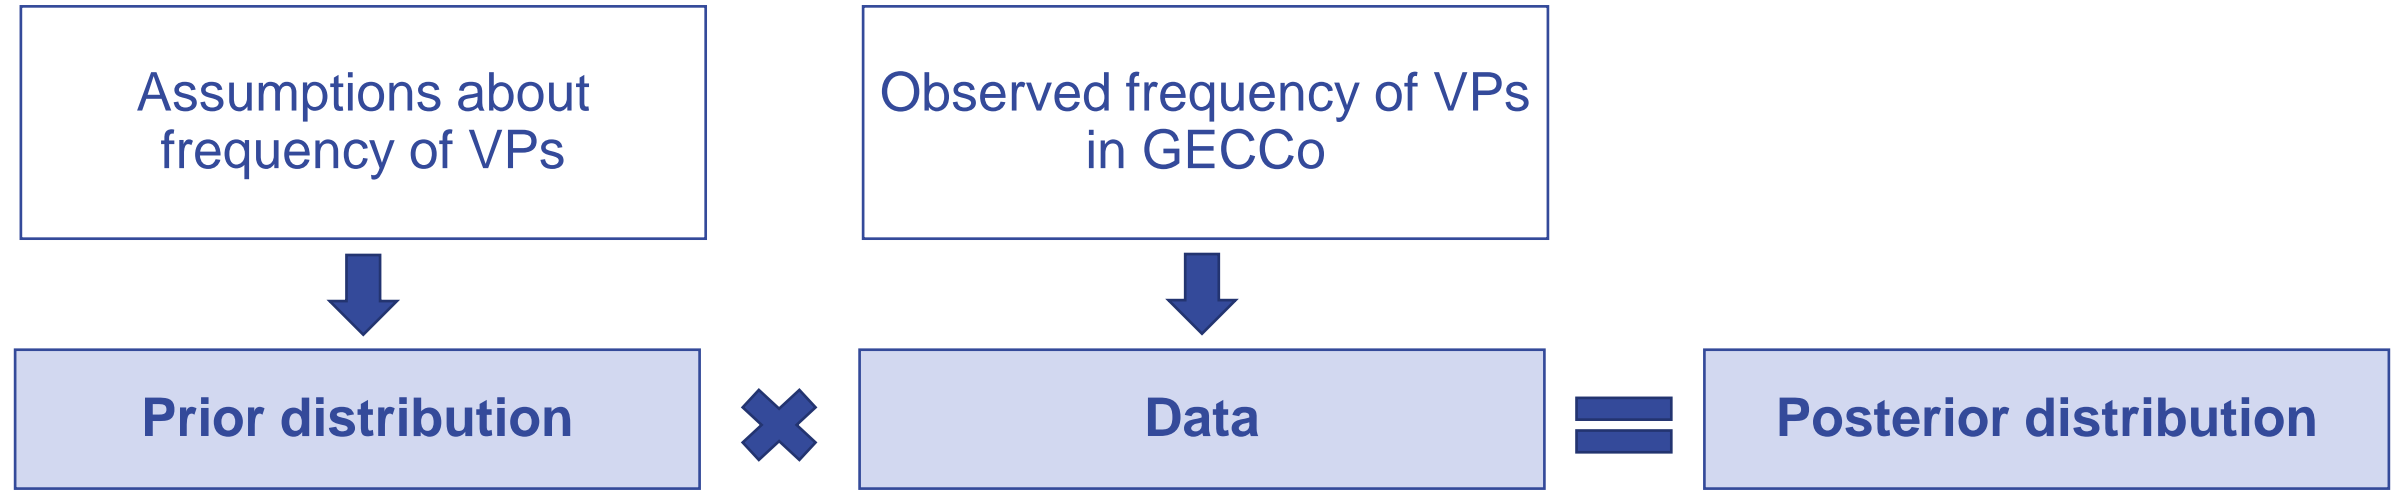 Assumptions about
frequency of VPs
Observed frequency of VPs
in GECCo
Prior distribution
Data
Posterior distribution